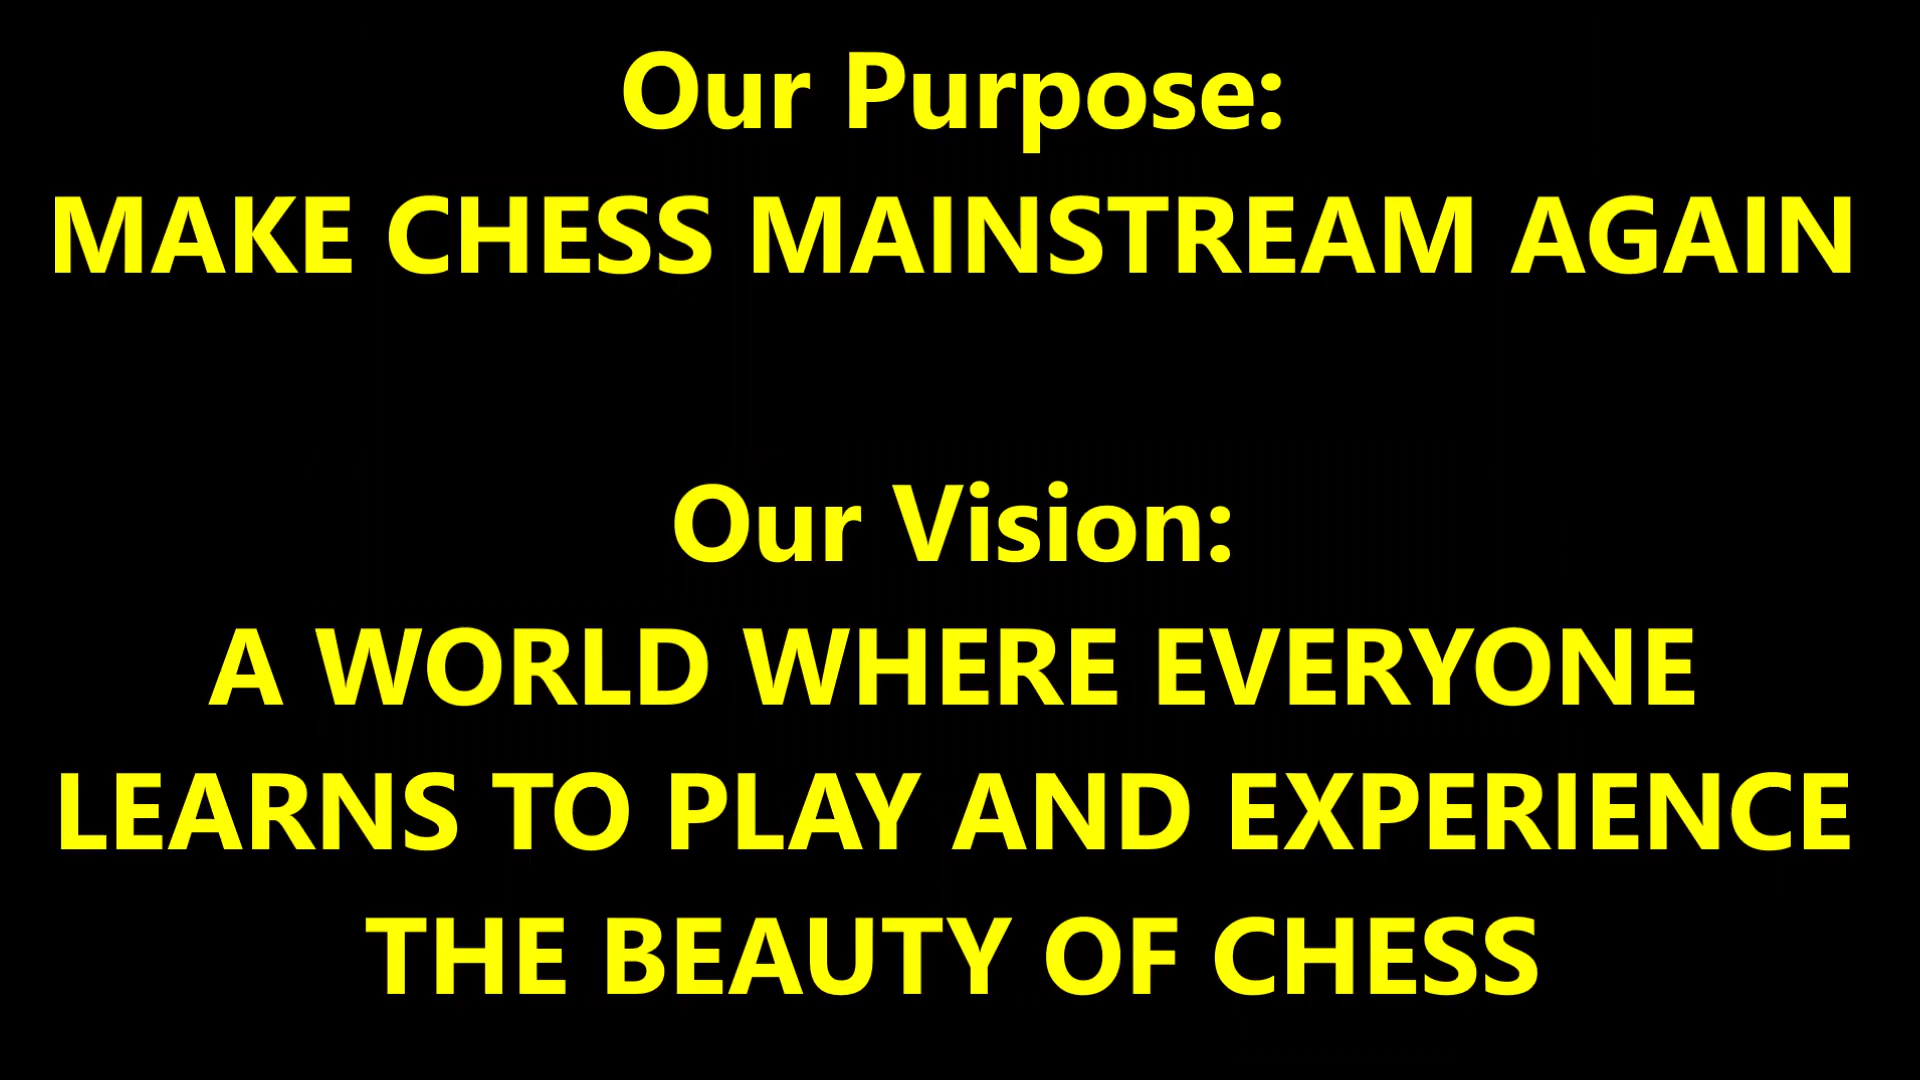 Our Purpose:
MAKE CHESS MAINSTREAM AGAIN
Our Vision:
A WORLD WHERE EVERYONE
LEARNS TO PLAY AND EXPERIENCE
THE BEAUTY OF CHESS